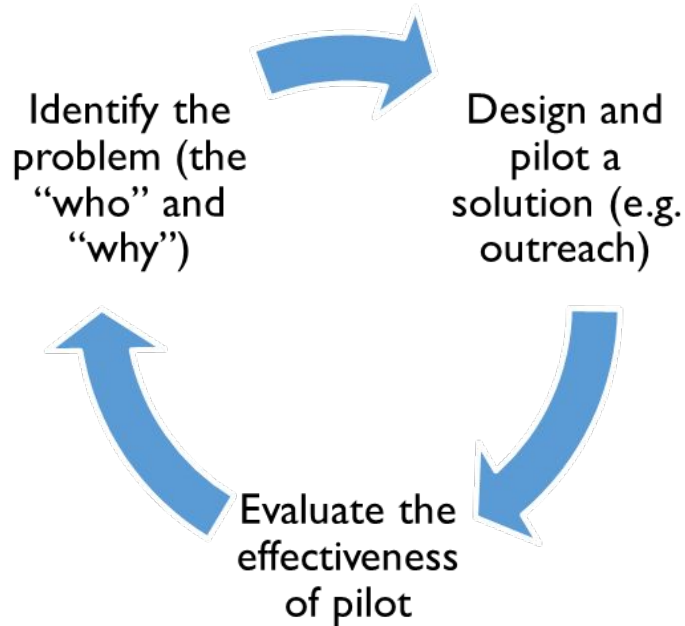 Identify the
problem (the
“who” and
“why”)
Design and
pilot a
solution (e.g.
outreach)
Evaluate the
effectiveness
of pilot